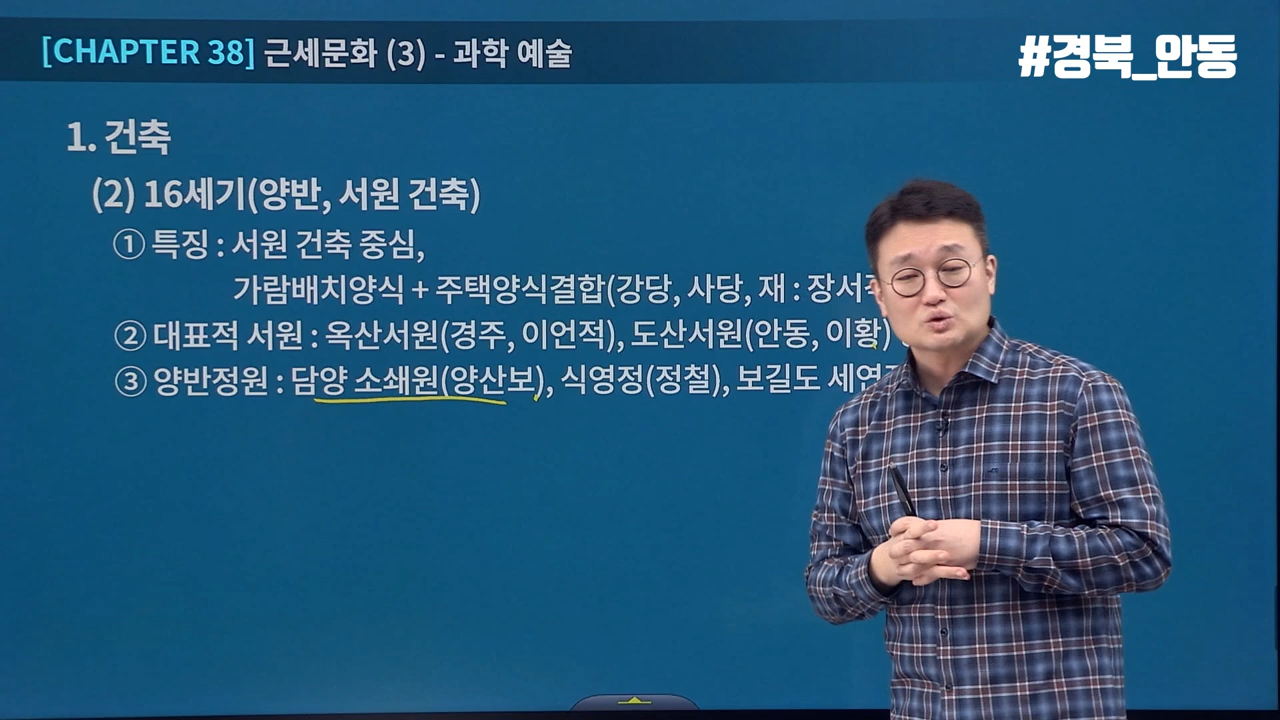 [CHAPTER 38] 근세문화 (3) - 과학 예술
#경북_안동
1. 건축
(2) 16세기(양반, 서원 건축)
① 특징 : 서원 건축 중심,
가람배치양식 + 주택양식결합(강당, 사당, 재 : 장서
② 대표적 서원 : 옥산서원(경주, 이언적), 도산서원(안동, 이황)
③ 양반정원 : 담양 소쇄원(양산보), 식영정(정철), 보길도 세연